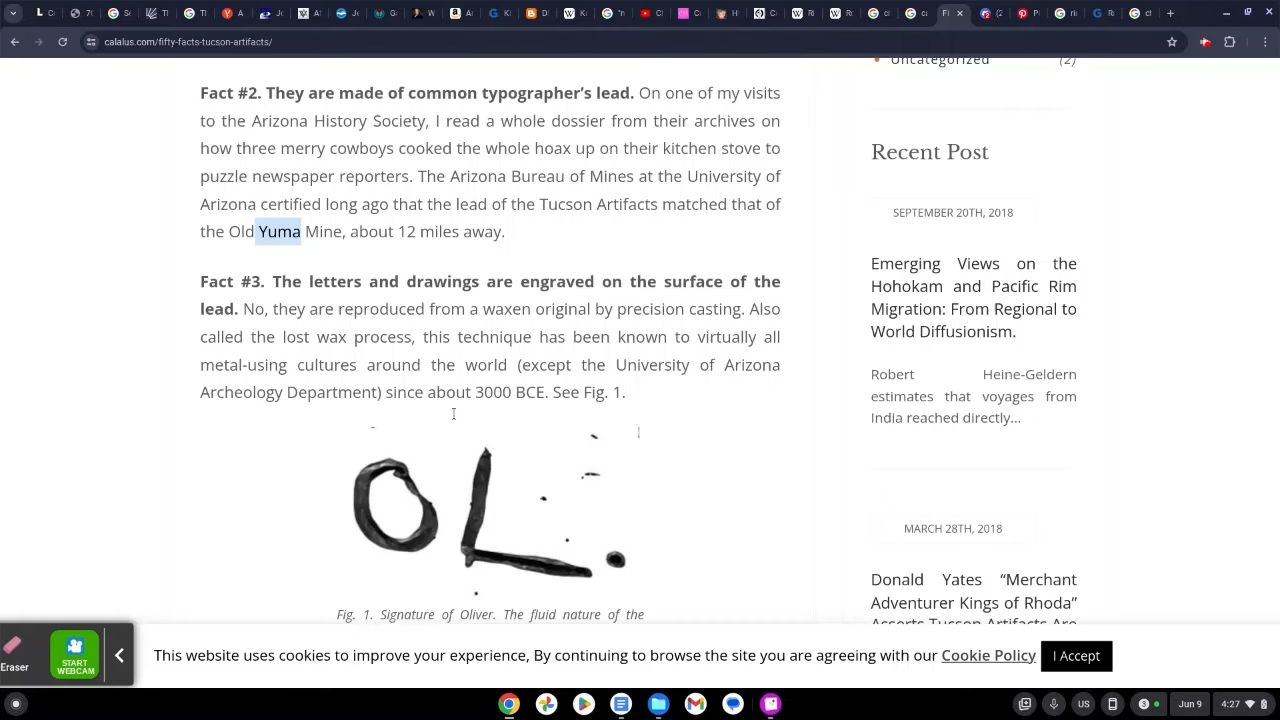 calalus.com/fifty-facts-tucson-artifacts/
Fact #2. They are made of common typographer's lead. On one of my visits
to the Arizona History Society, I read a whole dossier from their archives on
how three merry cowboys cooked the whole hoax up on their kitchen stove to
puzzle newspaper reporters. The Arizona Bureau of Mines at the University of
Arizona certified long ago that the lead of the Tucson Artifacts matched that of
the Old Yuma Mine, about 12 miles away.
Fact #3. The letters and drawings are engraved on the surface of the
lead. No, they are reproduced from a waxen original by precision casting. Also
called the lost wax process, this technique has been known to virtually all
metal-using cultures around the world (except the University of Arizona
Archeology Department) since about 3000 BCE. See Fig. 1.
OL.
Fig. 1. Signature of Oliver. The fluid nature of the
Uncategorized (2)
Recent Post
SEPTEMBER 20TH, 2018
Emerging Views on the
Hohokam and Pacific Rim
Migration: From Regional to
World Diffusionism.
Robert Heine-Geldern
estimates that voyages from
India reached directly...
MARCH 28TH, 2018
Donald Yates “Merchant
Adventurer Kings of Rhoda”
Asserts Tucson Artifacts Are
Eraser
START
WEBCAM
This website uses cookies to improve your experience, By continuing to browse the site you are agreeing with our Cookie Policy
I Accept
US
3
Jun 9
4:27